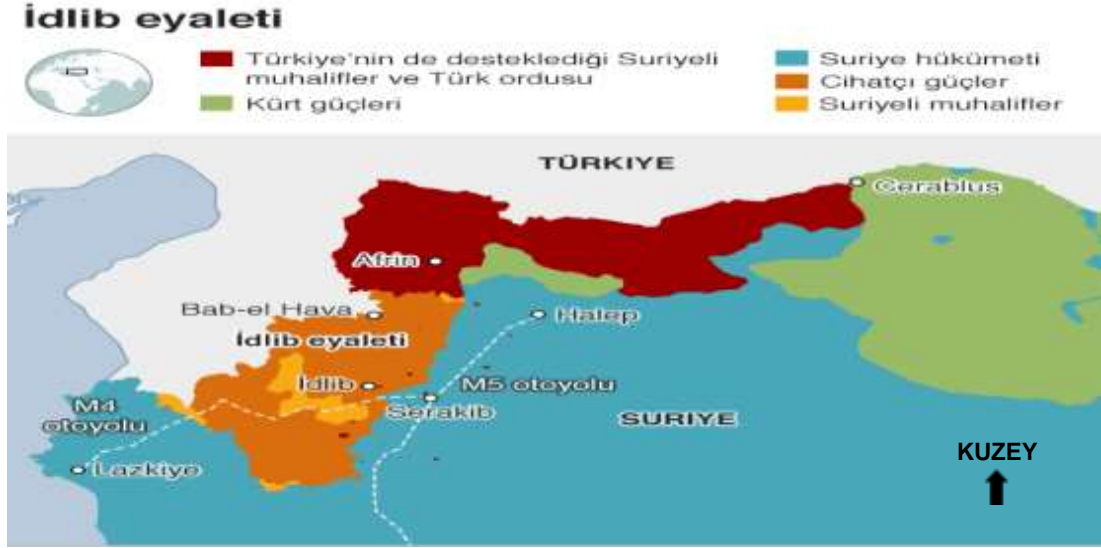 İdlib eyaleti
Türkiye'nin de desteklediği Suriyeli
muhalifler ve Türk ordusu
Kürt güçleri
Suriye hükümeti
Cihatçı güçler
Suriyeli muhalifler
TÜRKIYE
Cerablus
Afrin
Bab-el Hava
Halep
İdlib eyaleti
İdlib
M5 otoyolu
Serakib
M4
otoyolu
SURIYE
Lazkiye
KUZEY